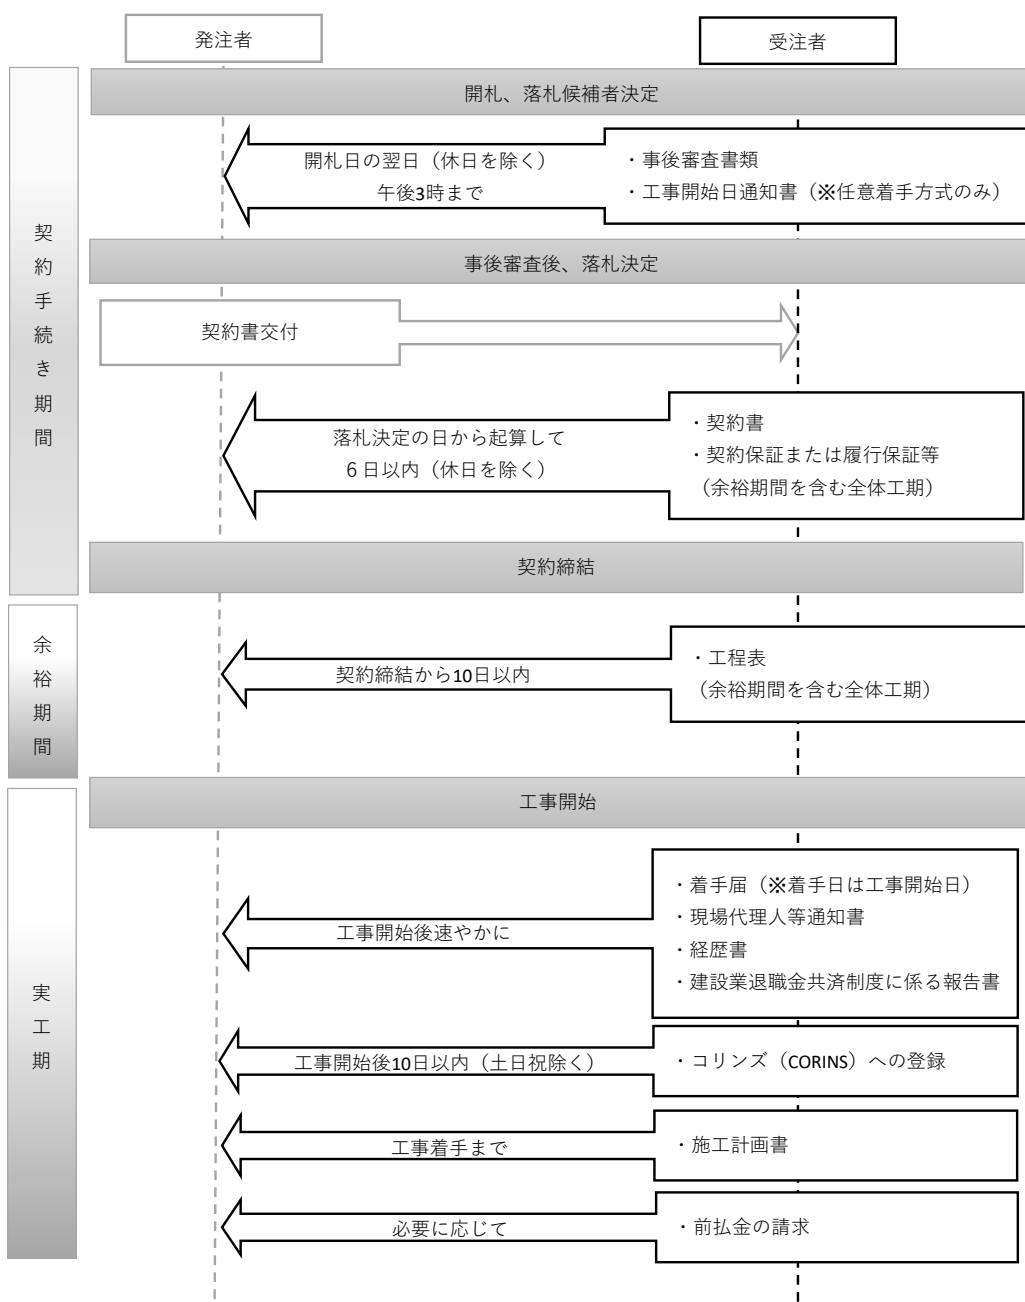 発注者
受注者
契約手続き期間
開札、落札候補者決定
開札日の翌日（休日を除く）
午後3時まで
・事後審査書類
・工事開始日通知書（※任意着手方式のみ）
事後審査後、落札決定
契約書交付
落札決定の日から起算して
６日以内（休日を除く）
・契約書
・契約保証または履行保証等
（余裕期間を含む全体工期）
契約締結
余裕期間
契約締結から10日以内
・工程表
（余裕期間を含む全体工期）
実工期
工事開始
工事開始後速やかに
・着手届（※着手日は工事開始日）
・現場代理人等通知書
・経歴書
・建設業退職金共済制度に係る報告書
工事開始後10日以内（土日祝除く）
・コリンズ（CORINS）への登録
工事着手まで
・施工計画書
必要に応じて
・前払金の請求